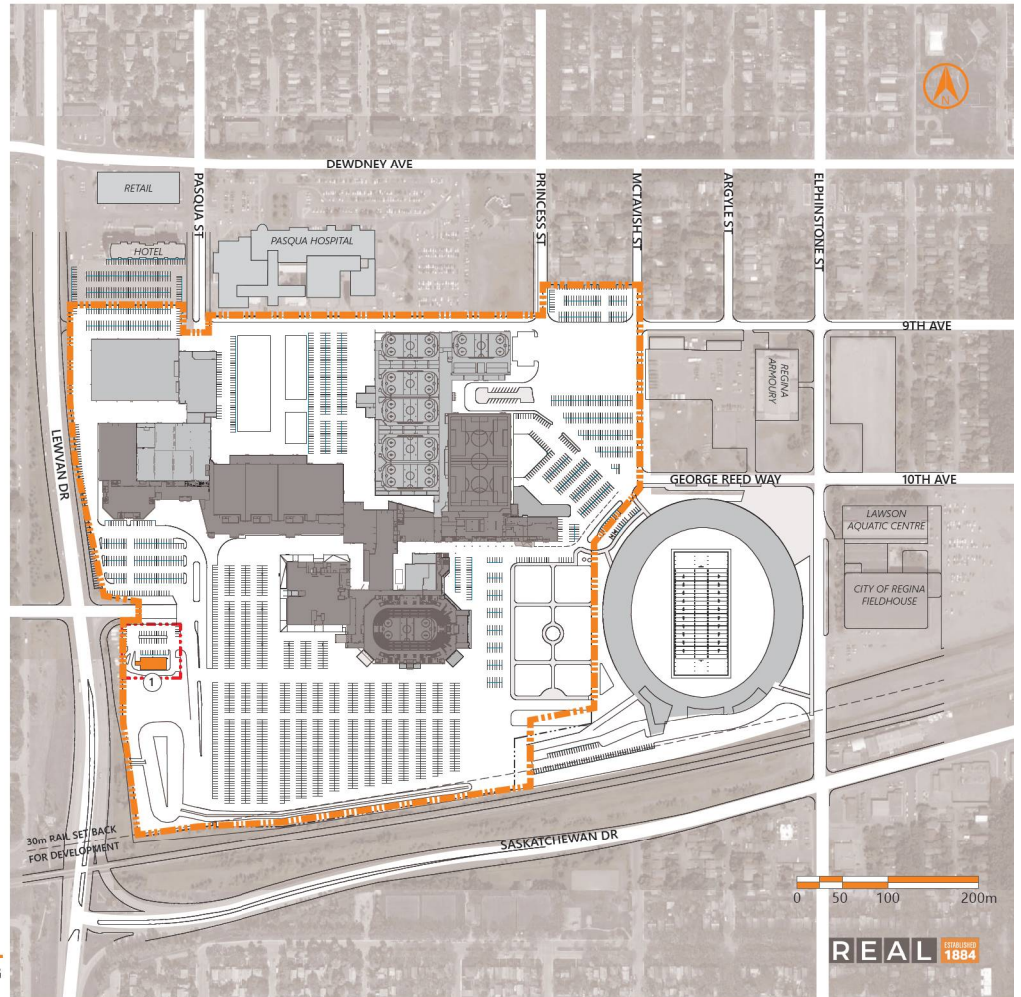 N
DEWDNEY AVE
RETAIL
PASQUA ST
PRINCESS ST
MCTAVISH ST
ARGYLE ST
ELPHINSTONE ST
PASQUA HOSPITAL
HOTEL
9TH AVE
REGINA
ARMOURY
LEWVAN DR
GEORGE REED WAY
10TH AVE
LAWSON
AQUATIC CENTRE
CITY OF REGINA
FIELDHOUSE
1
30m RAIL SET BACK
FOR DEVELOPMENT
SASKATCHEWAN DR
0 50 100 200m
REAL ESTABLISHED
1884